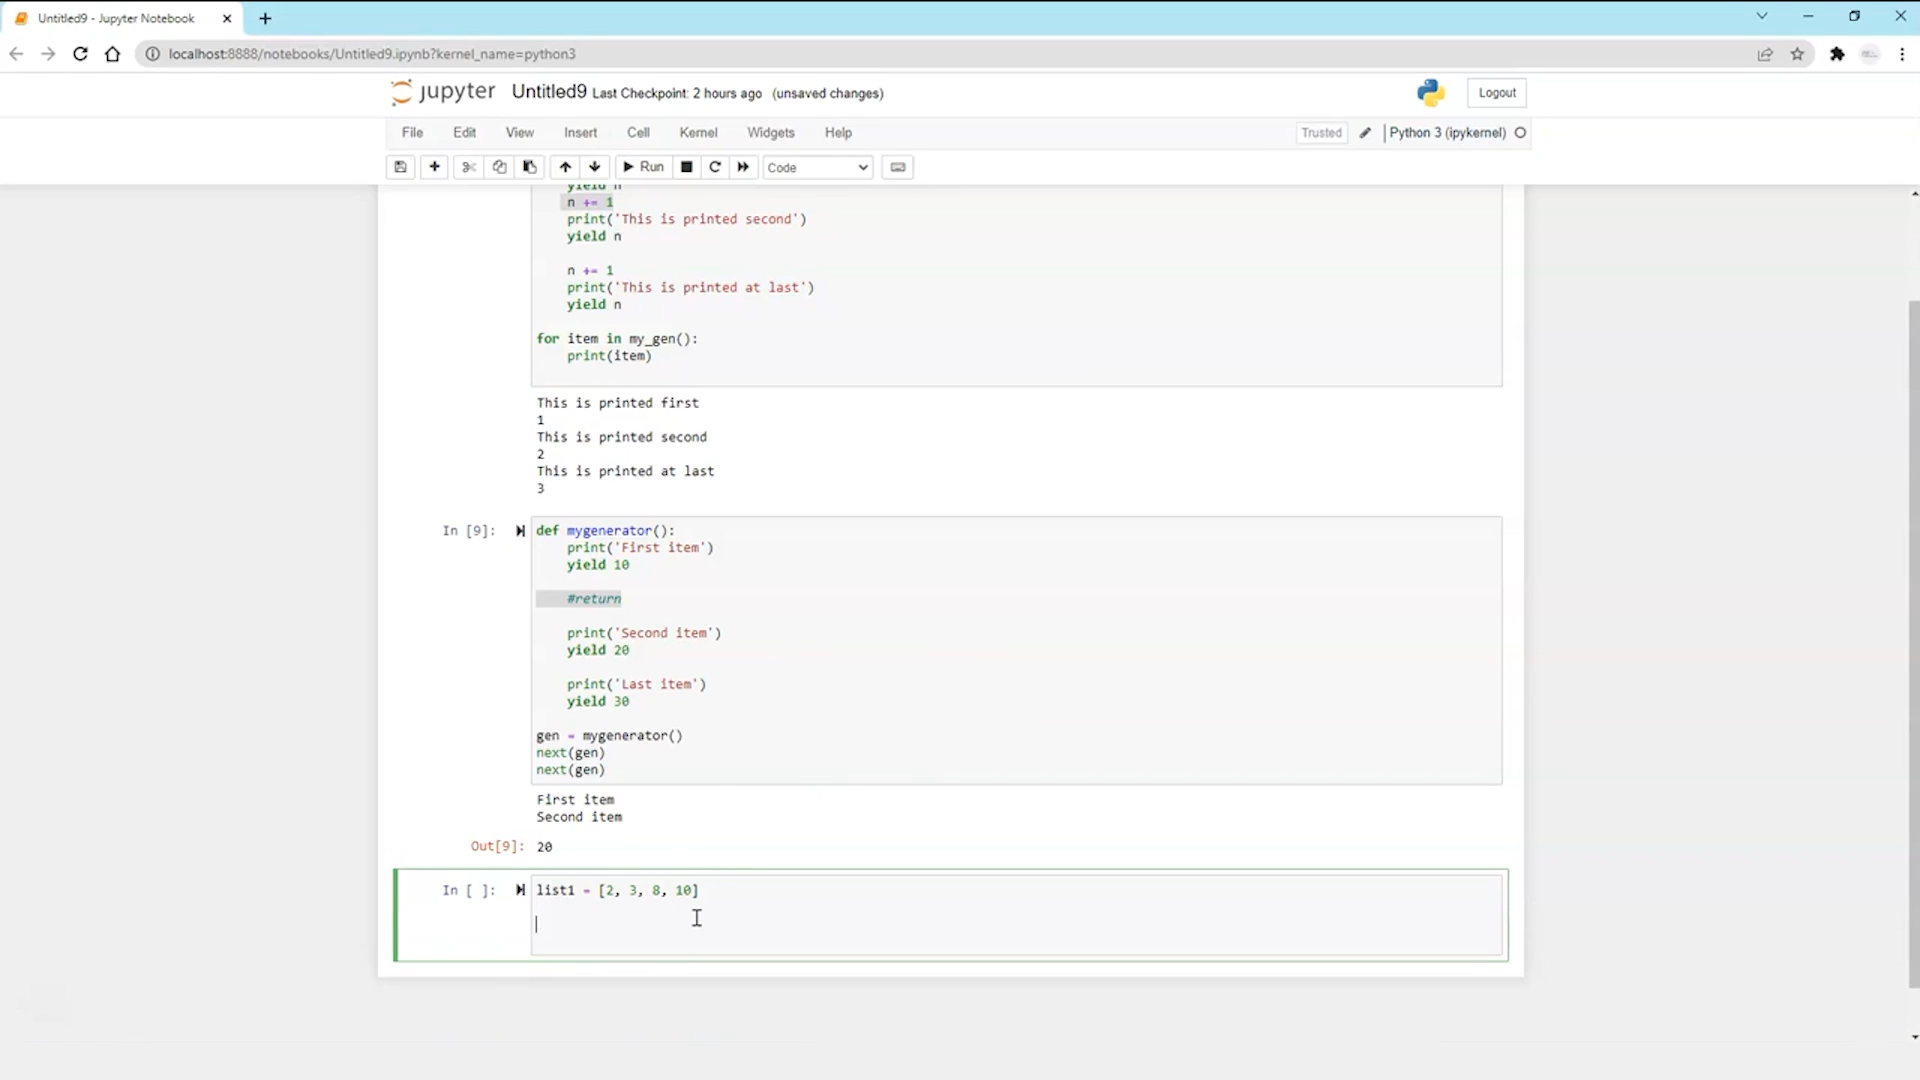 Untitled9 - Jupyter Notebook
localhost:8888/notebooks/Untitled9.ipynb?kernel_name=python3
jupyter Untitled9 Last Checkpoint: 2 hours ago (unsaved changes)
Logout
File Edit View Insert Cell Kernel Widgets Help
Trusted Python 3 (ipykernel)
Run Code
yield n
n += 1
print('This is printed second')
yield n
n += 1
print('This is printed at last')
yield n
for item in my_gen():
print(item)
This is printed first
1
This is printed second
2
This is printed at last
3
In [9]: def mygenerator():
print('First item')
yield 10
#return
print('Second item')
yield 20
print('Last item')
yield 30
gen = mygenerator()
next(gen)
next(gen)
First item
Second item
Out[9]: 20
In [ ]: list1 = [2, 3, 8, 10]